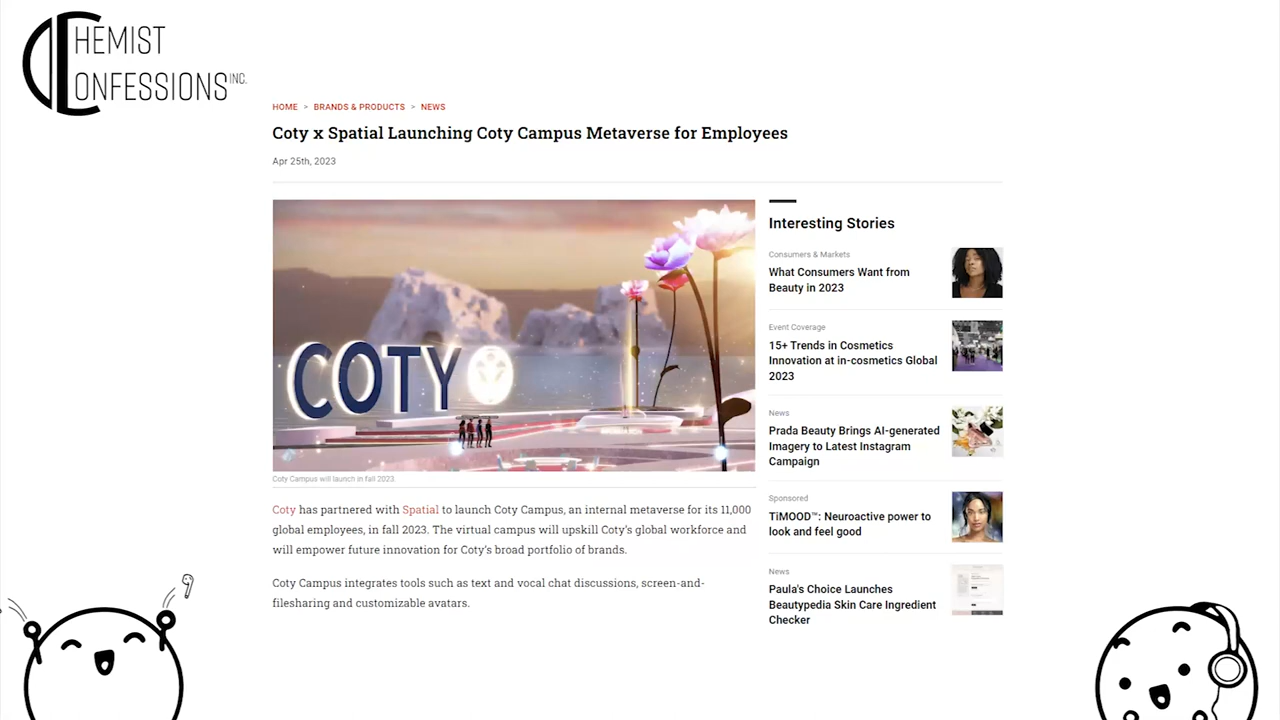 CHEMIST
CONFESSIONS INC.
HOME > BRANDS & PRODUCTS > NEWS
Coty x Spatial Launching Coty Campus Metaverse for Employees
Apr 25th, 2023
COTY
Coty Campus will launch in fall 2023.
Coty has partnered with Spatial to launch Coty Campus, an internal metaverse for its 11,000
global employees, in fall 2023. The virtual campus will upskill Coty's global workforce and
will empower future innovation for Coty's broad portfolio of brands.
Coty Campus integrates tools such as text and vocal chat discussions, screen-and-
filesharing and customizable avatars.
Interesting Stories
Consumers & Markets
What Consumers Want from
Beauty in 2023
Event Coverage
15+ Trends in Cosmetics
Innovation at in-cosmetics Global
2023
News
Prada Beauty Brings AI-generated
Imagery to Latest Instagram
Campaign
Sponsored
TiMOOD™: Neuroactive power to
look and feel good
News
Paula's Choice Launches
Beautypedia Skin Care Ingredient
Checker